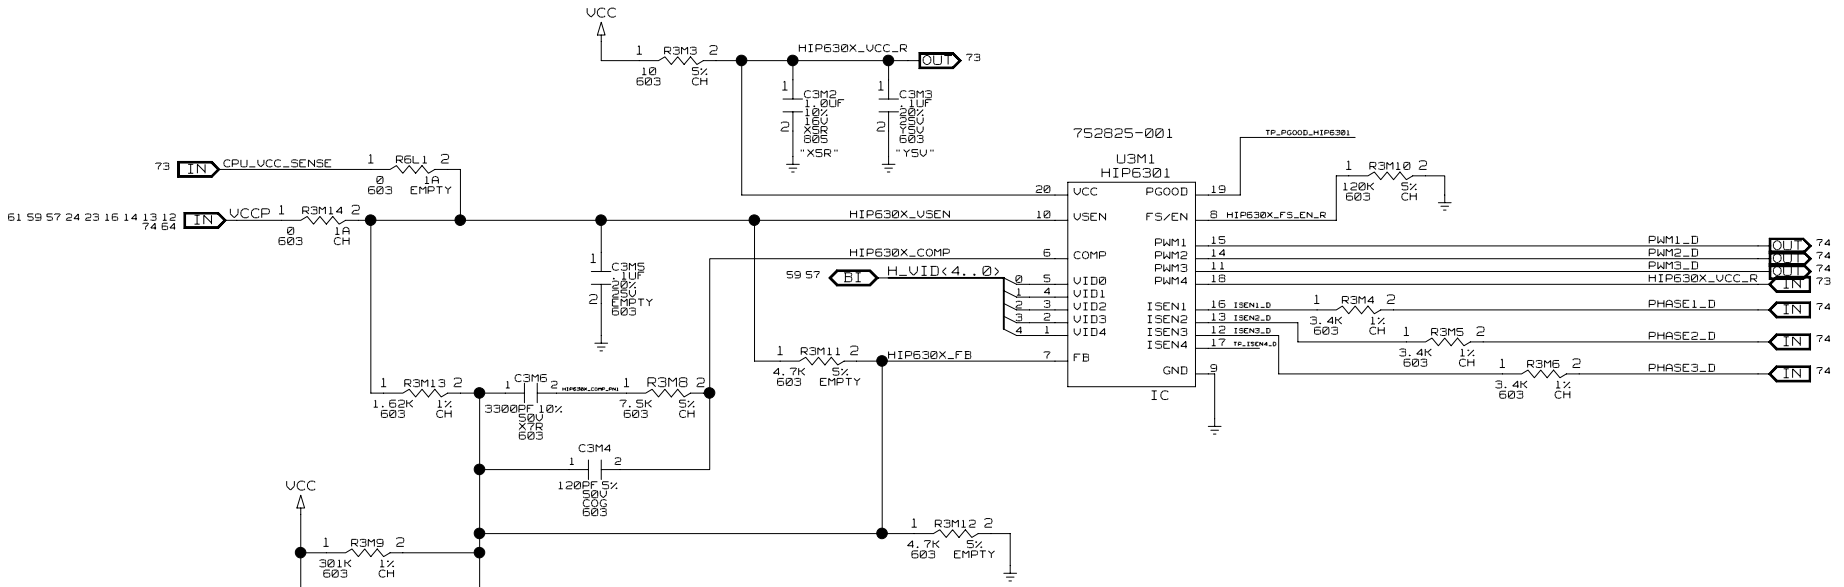 VCC
1 R3M3 2
10 5%
603 CH
HIP630X_VCC_R
OUT 73
1 C3M2
1.0UF
10%
16V
X5R
2 805
"X5R"
1 C3M3
.1UF
20%
25V
Y5V
2 603
"Y5V"
752825-001
U3M1
HIP6301
TP_PGOOD_HIP6301
73 IN CPU_VCC_SENSE 1 R6L1 2
0 1A
603 EMPTY
61 59 57 24 23 16 14 13 12
74 64
IN VCCP 1 R3M14 2
0 1A
603 CH
HIP630X_VSEN
HIP630X_COMP
59 57 BI H_VID<4..0>
0
1
2
3
4
20 VCC
10 VSEN
6 COMP
5 VID0
4 VID1
3 VID2
2 VID3
1 VID4
7 FB
PGOOD 19
FS/EN 8 HIP630X_FS_EN_R
1 R3M10 2
120K 5%
603 CH
PWM1 15 PWM1_D OUT 74
PWM2 14 PWM2_D OUT 74
PWM3 11 PWM3_D OUT 74
PWM4 18 HIP630X_VCC_R IN 73
ISEN1 16 ISEN1_D 1 R3M4 2 PHASE1_D IN 74
3.4K 1%
603 CH
ISEN2 13 ISEN2_D 1 R3M5 2 PHASE2_D IN 74
3.4K 1%
603 CH
ISEN3 12 ISEN3_D 1 R3M6 2 PHASE3_D IN 74
3.4K 1%
603 CH
ISEN4 17 TP_ISEN4_D
GND 9
IC
1 C3M5
.1UF
20%
25V
2 EMPTY
603
1 R3M11 2
4.7K 5%
603 EMPTY
HIP630X_FB
1 R3M13 2
1.62K 1%
603 CH
1 C3M6 2
3300PF 10%
50V
X7R
603
HIP630X_COMP_PN1
1 R3M8 2
7.5K 5%
603 CH
C3M4
1 2
120PF 5%
50V
COG
603
VCC
1 R3M9 2
301K 1%
603 CH
1 R3M12 2
4.7K 5%
603 EMPTY